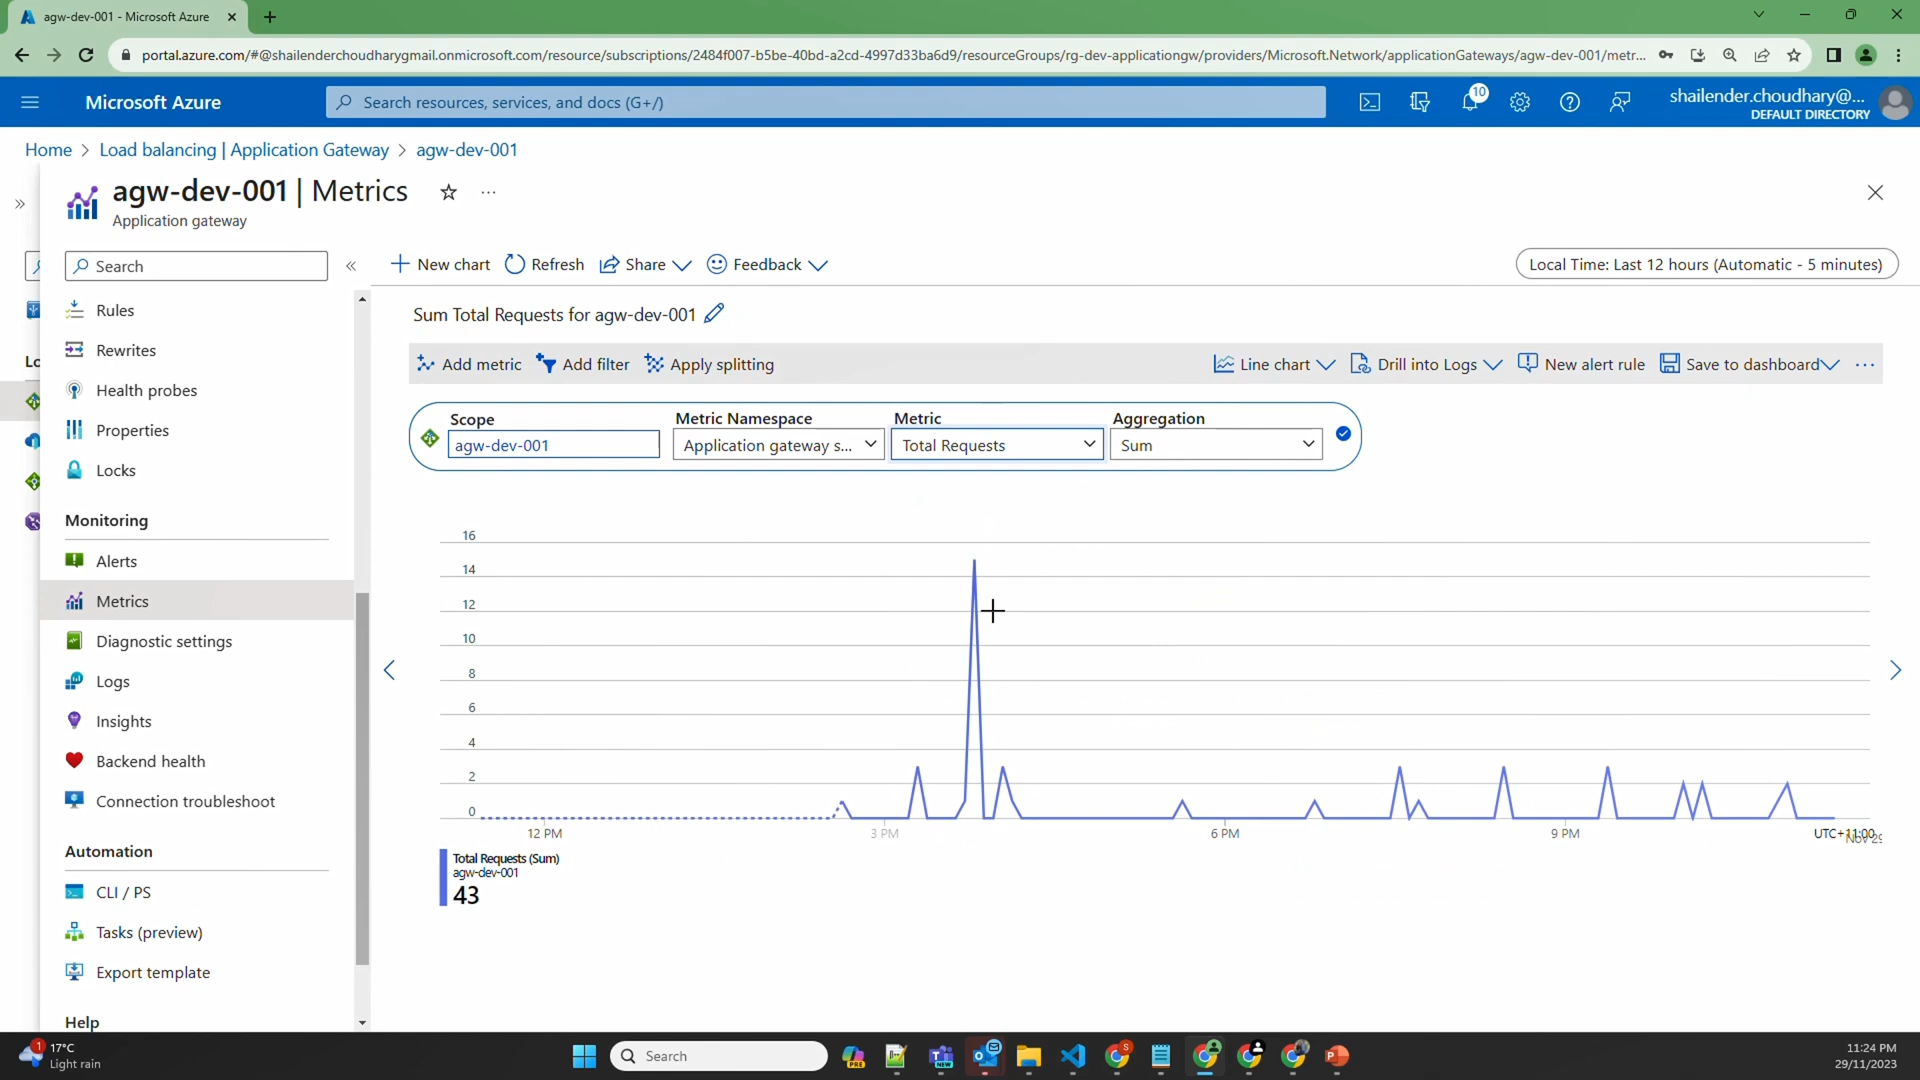 agw-dev-001 - Microsoft Azure
portal.azure.com/#@shailenderchoudharygmail.onmicrosoft.com/resource/subscriptions/2484f007-b5be-40bd-a2cd-4997d33ba6d9/resourceGroups/rg-dev-applicationgw/providers/Microsoft.Network/applicationGateways/agw-dev-001/metr...
Microsoft Azure
Search resources, services, and docs (G+/)
10
shailender.choudhary@...
DEFAULT DIRECTORY
Home > Load balancing | Application Gateway > agw-dev-001
agw-dev-001 | Metrics
Application gateway
Search
New chart
Refresh
Share
Feedback
Local Time: Last 12 hours (Automatic - 5 minutes)
Rules
Rewrites
Health probes
Properties
Locks
Monitoring
Alerts
Metrics
Diagnostic settings
Logs
Insights
Backend health
Connection troubleshoot
Automation
CLI / PS
Tasks (preview)
Export template
Help
Lo
Sum Total Requests for agw-dev-001
Add metric
Add filter
Apply splitting
Line chart
Drill into Logs
New alert rule
Save to dashboard
Scope
agw-dev-001
Metric Namespace
Application gateway s...
Metric
Total Requests
Aggregation
Sum
16
14
12
10
8
6
4
2
0
12 PM
3 PM
6 PM
9 PM
UTC+11:00
Total Requests (Sum)
agw-dev-001
43
1
17°C
Light rain
Search
PRE
NEW
S
P
11:24 PM
29/11/2023